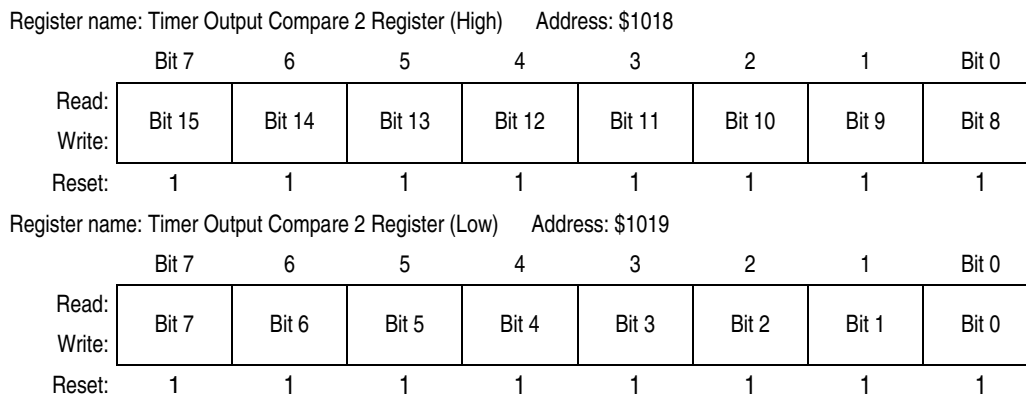 Register name: Timer Output Compare 2 Register (High) Address: $1018
Bit 7 6 5 4 3 2 1 Bit 0
Read:
Bit 15 Bit 14 Bit 13 Bit 12 Bit 11 Bit 10 Bit 9 Bit 8
Write:
Reset: 1 1 1 1 1 1 1 1
Register name: Timer Output Compare 2 Register (Low) Address: $1019
Bit 7 6 5 4 3 2 1 Bit 0
Read:
Bit 7 Bit 6 Bit 5 Bit 4 Bit 3 Bit 2 Bit 1 Bit 0
Write:
Reset: 1 1 1 1 1 1 1 1